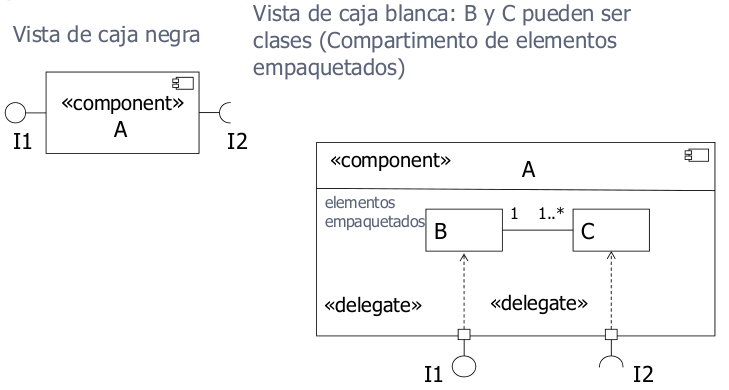 Vista de caja negra
«component»
A
I1
I2
Vista de caja blanca: B y C pueden ser
clases (Compartimento de elementos
empaquetados)
«component»
A
elementos
empaquetados
B
1
1..*
C
«delegate»
«delegate»
I1
I2